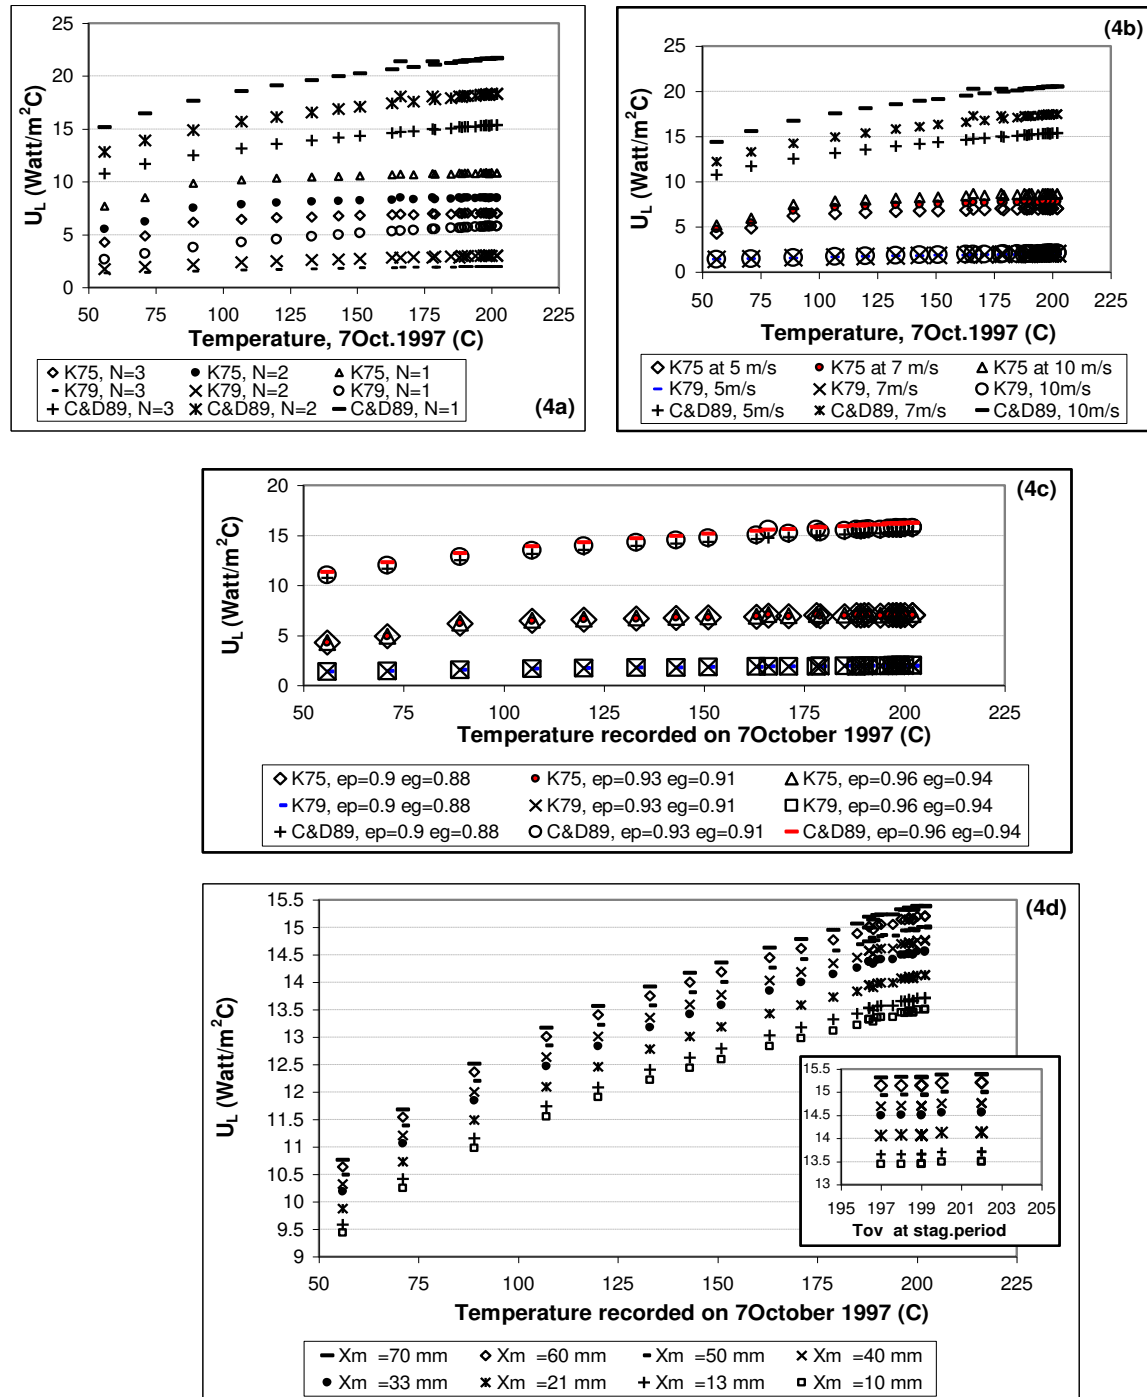 (4a)
25
20
15
10
5
0
U_L (Watt/m²C)
50 75 100 125 150 175 200 225
Temperature, 7Oct.1997 (C)
K75, N=3 K75, N=2 K75, N=1
K79, N=3 K79, N=2 K79, N=1
C&D89, N=3 C&D89, N=2 C&D89, N=1
(4b)
25
20
15
10
5
0
U_L (Watt/m²C)
50 75 100 125 150 175 200 225
Temperature, 7Oct.1997 (C)
K75 at 5 m/s K75 at 7 m/s K75 at 10 m/s
K79, 5m/s K79, 7m/s K79, 10m/s
C&D89, 5m/s C&D89, 7m/s C&D89, 10m/s
(4c)
20
15
10
5
0
U_L (Watt/m²C)
50 75 100 125 150 175 200 225
Temperature recorded on 7October 1997 (C)
K75, ep=0.9 eg=0.88 K75, ep=0.93 eg=0.91 K75, ep=0.96 eg=0.94
K79, ep=0.9 eg=0.88 K79, ep=0.93 eg=0.91 K79, ep=0.96 eg=0.94
C&D89, ep=0.9 eg=0.88 C&D89, ep=0.93 eg=0.91 C&D89, ep=0.96 eg=0.94
(4d)
15.5
15
14.5
14
13.5
13
12.5
12
11.5
11
10.5
10
9.5
9
U_L (Watt/m²C)
50 75 100 125 150 175 200 225
Temperature recorded on 7October 1997 (C)
15.5
15
14.5
14
13.5
13
195 197 199 201 203 205
Tov at stag.period
Xm =70 mm Xm =60 mm Xm =50 mm Xm =40 mm
Xm =33 mm Xm =21 mm Xm =13 mm Xm =10 mm